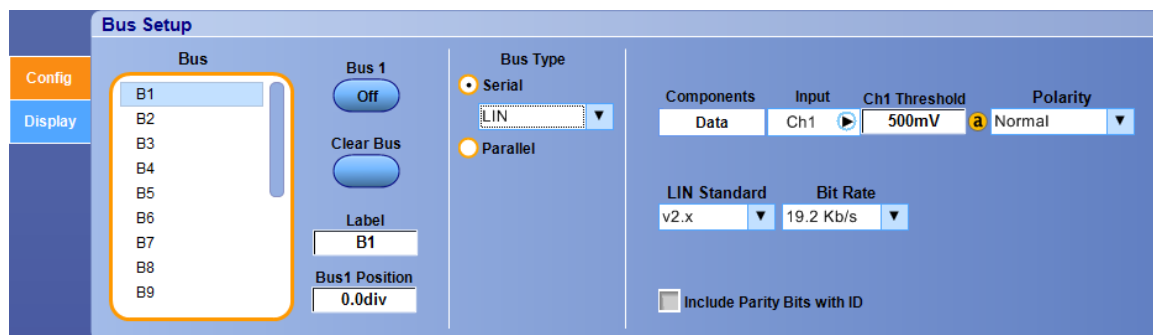 Bus Setup
Config
Display
Bus
B1
B2
B3
B4
B5
B6
B7
B8
B9
Bus 1
Off
Clear Bus
Label
B1
Bus1 Position
0.0div
Bus Type
Serial
LIN
Parallel
Components Input Ch1 Threshold Polarity
Data Ch1 500mV a Normal
LIN Standard Bit Rate
v2.x 19.2 Kb/s
Include Parity Bits with ID